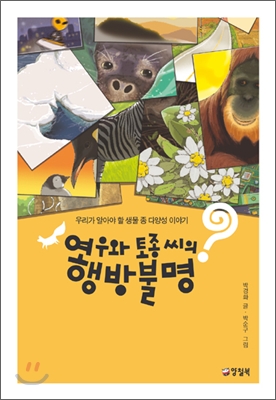 우리가 알아야 할 생물 종 다양성 이야기
여우와 토종 씨의
행방불명?
박경화 글 · 박순구 그림
양철북